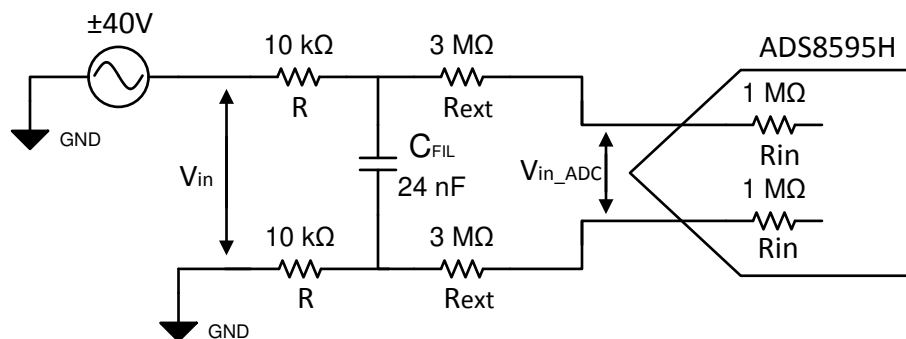 ±40V
10 kΩ
3 MΩ
ADS8595H
R
Rext
1 MΩ
GND
Rin
Vin
CFIL
24 nF
Vin_ADC
1 MΩ
10 kΩ
3 MΩ
Rin
R
Rext
GND